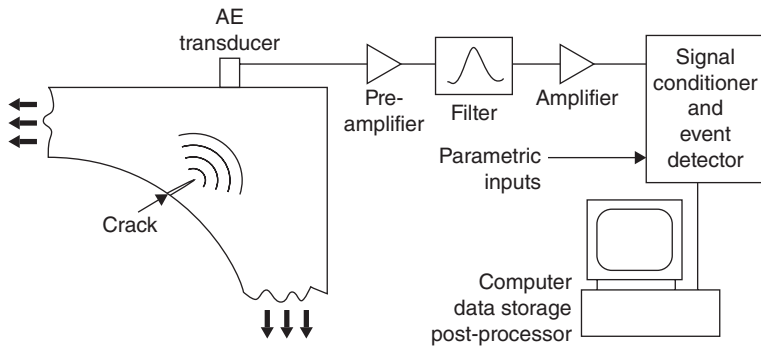 AE
transducer
Pre-
amplifier
Filter
Amplifier
Signal
conditioner
and
event
detector
Parametric
inputs
Crack
Computer
data storage
post-processor